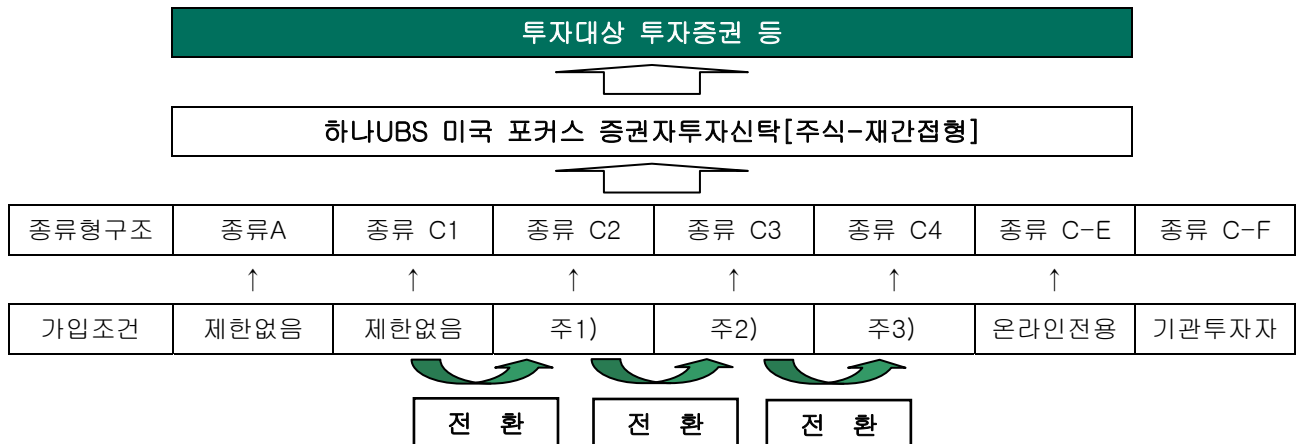 투자대상 투자증권 등
하나UBS 미국 포커스 증권자투자신탁[주식-재간접형]
종류형구조 종류A 종류 C1 종류 C2 종류 C3 종류 C4 종류 C-E 종류 C-F
↑ ↑ ↑ ↑ ↑ ↑
가입조건 제한없음 제한없음 주1) 주2) 주3) 온라인전용 기관투자자
전 환 전 환 전 환